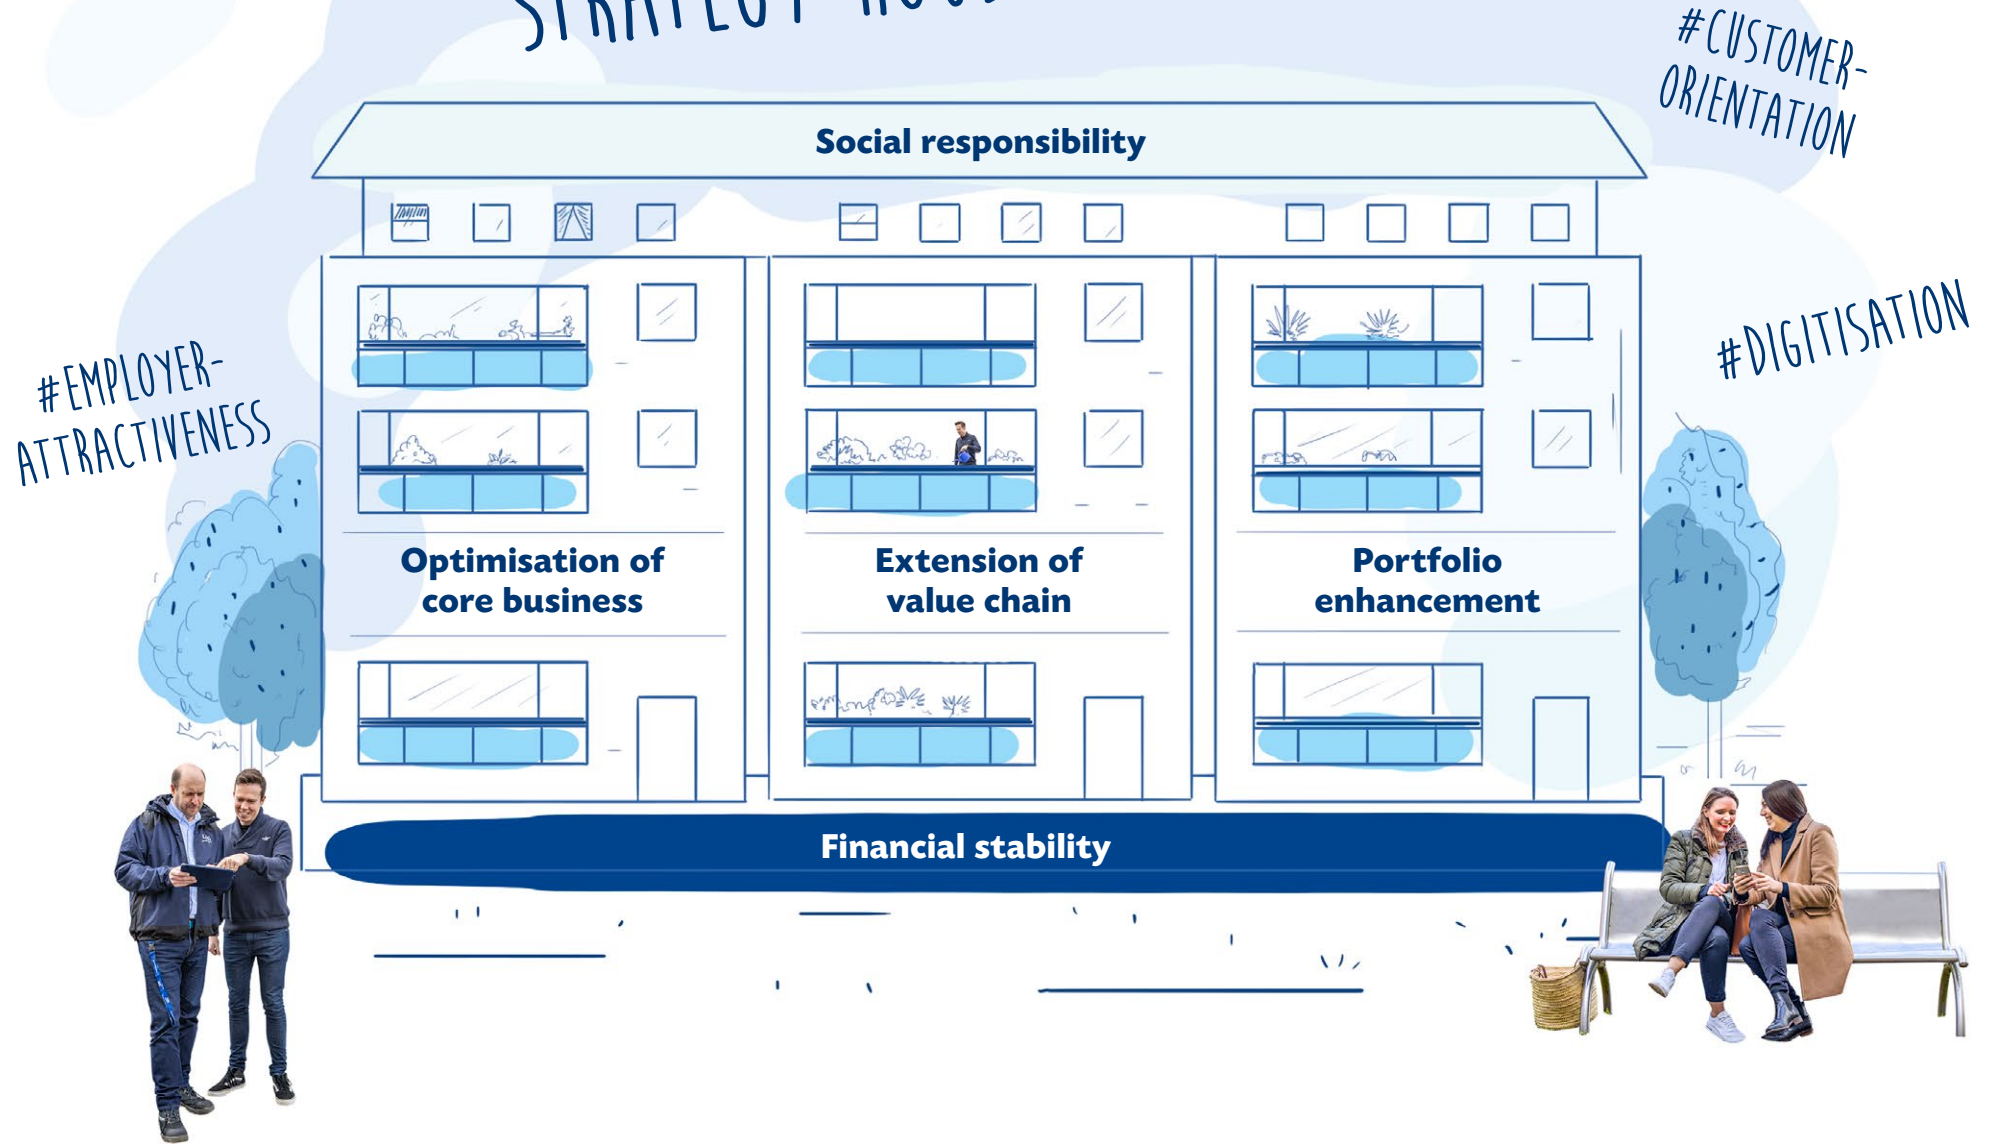 STRATEGY
#CUSTOMER-
ORIENTATION
Social responsibility
#DIGITISATION
#EMPLOYER-
ATTRACTIVENESS
Optimisation of
core business
Extension of
value chain
Portfolio
enhancement
Financial stability